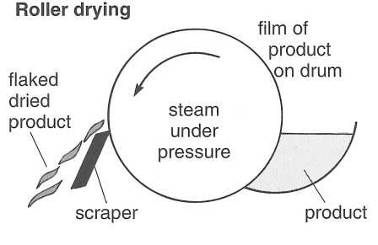 Roller drying
film of
product
on drum
flaked
dried
product
steam
under
pressure
scraper
product